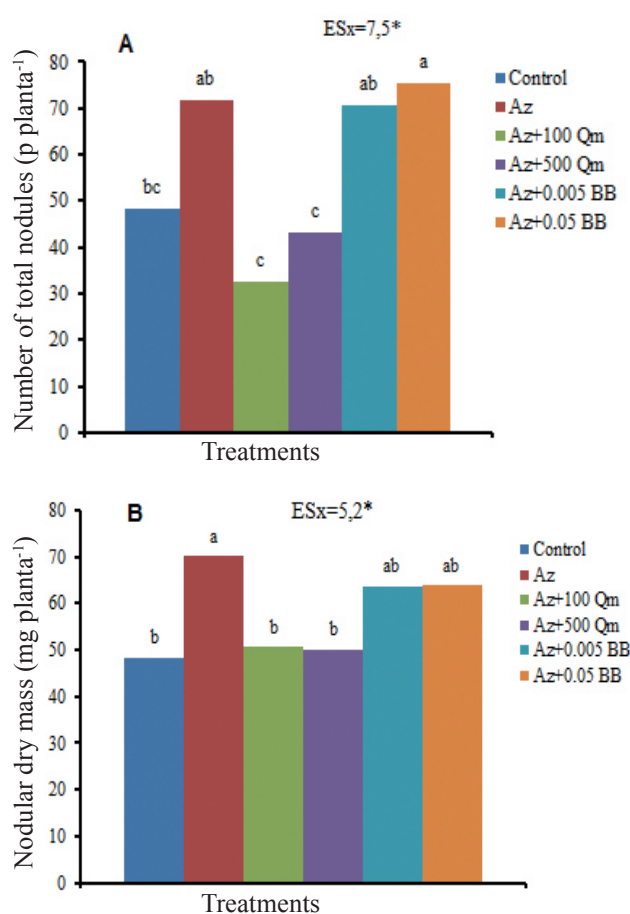 A
ESx=7,5*
Number of total nodules (p planta⁻¹)
80
70
60
50
40
30
20
10
0
bc
ab
c
c
ab
a
Control
Az
Az+100 Qm
Az+500 Qm
Az+0.005 BB
Az+0.05 BB
Treatments
B
ESx=5,2*
Nodular dry mass (mg planta⁻¹)
80
70
60
50
40
30
20
10
0
b
a
b
b
ab
ab
Control
Az
Az+100 Qm
Az+500 Qm
Az+0.005 BB
Az+0.05 BB
Treatments